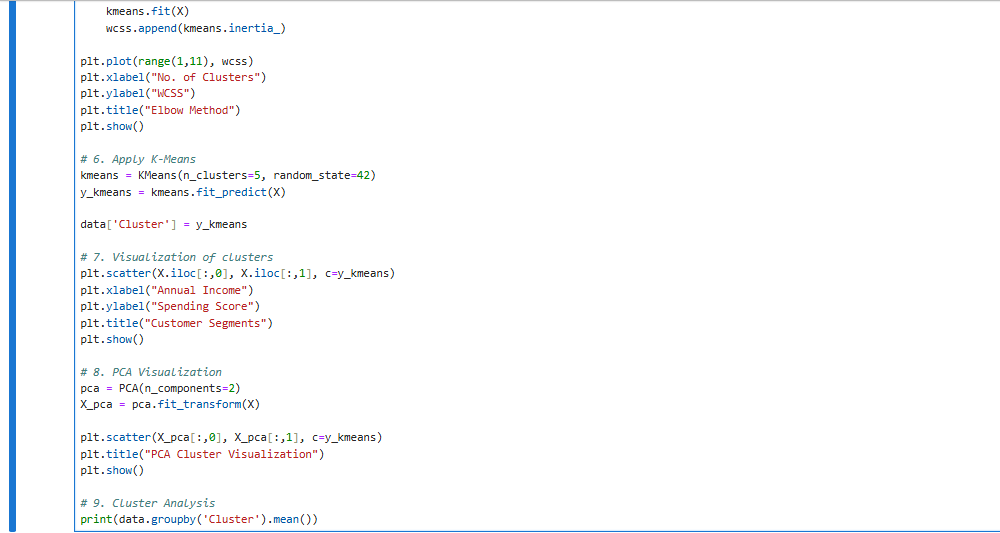 kmeans.fit(X)
wcss.append(kmeans.inertia_)
plt.plot(range(1,11), wcss)
plt.xlabel("No. of Clusters")
plt.ylabel("WCSS")
plt.title("Elbow Method")
plt.show()
# 6. Apply K-Means
kmeans = KMeans(n_clusters=5, random_state=42)
y_kmeans = kmeans.fit_predict(X)
data['Cluster'] = y_kmeans
# 7. Visualization of clusters
plt.scatter(X.iloc[:,0], X.iloc[:,1], c=y_kmeans)
plt.xlabel("Annual Income")
plt.ylabel("Spending Score")
plt.title("Customer Segments")
plt.show()
# 8. PCA Visualization
pca = PCA(n_components=2)
X_pca = pca.fit_transform(X)
plt.scatter(X_pca[:,0], X_pca[:,1], c=y_kmeans)
plt.title("PCA Cluster Visualization")
plt.show()
# 9. Cluster Analysis
print(data.groupby('Cluster').mean())